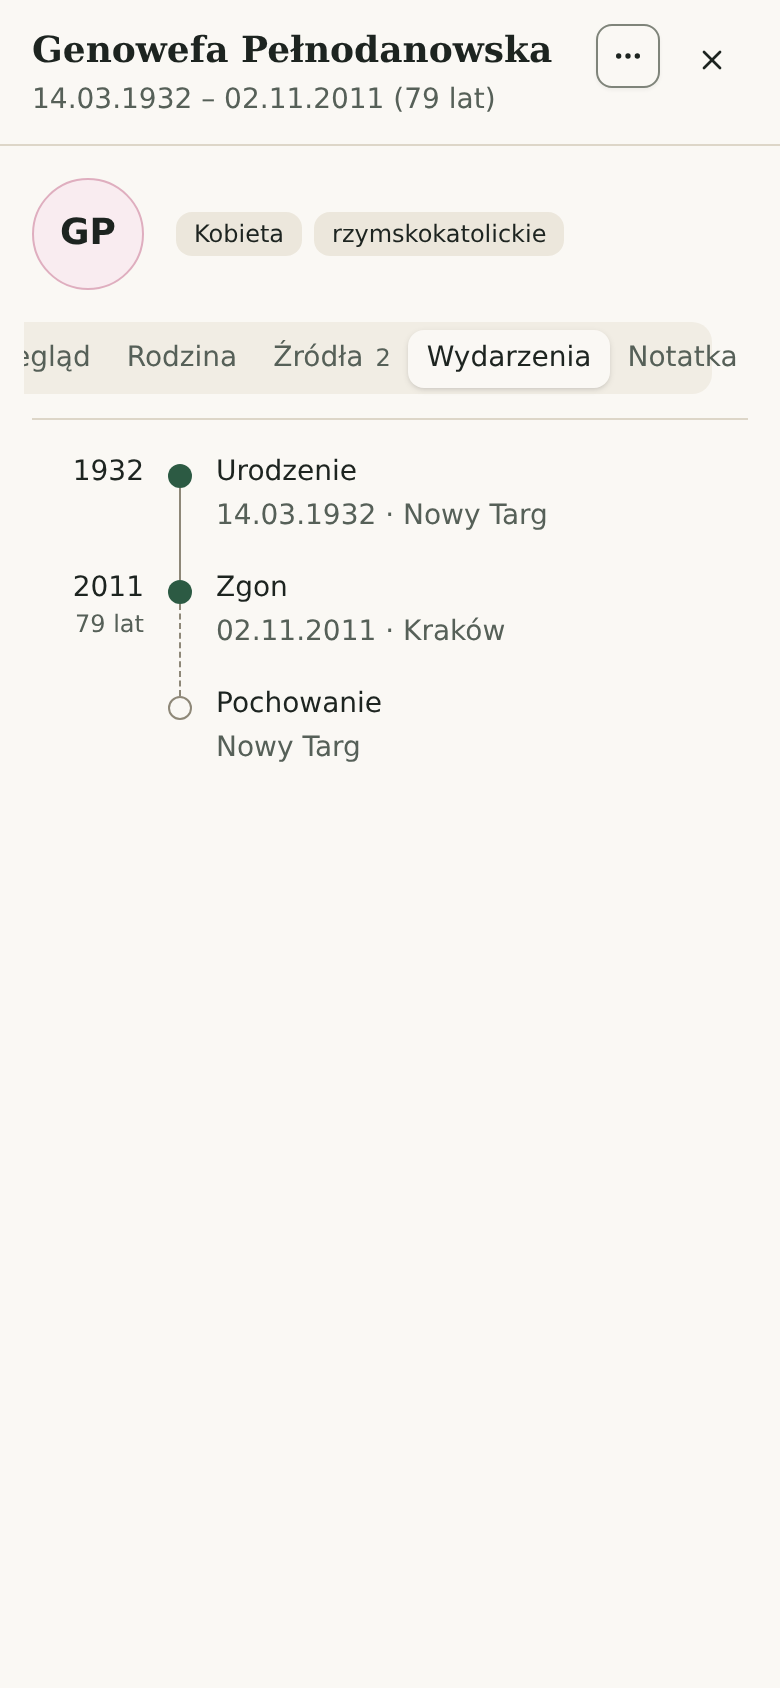 Genowefa Pełnodanowska
14.03.1932 – 02.11.2011 (79 lat)
GP
Kobieta rzymskokatolickie
egląd Rodzina Źródła 2 Wydarzenia Notatka
1932 Urodzenie
14.03.1932 · Nowy Targ
2011 Zgon
79 lat 02.11.2011 · Kraków
Pochowanie
Nowy Targ